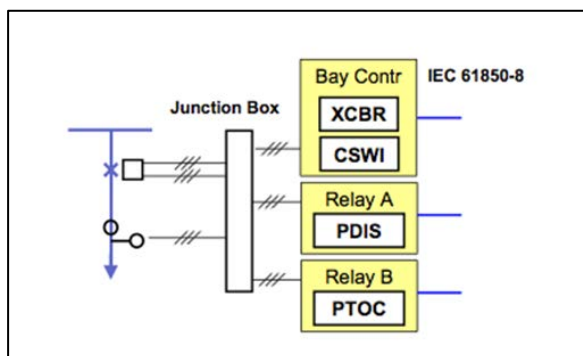 Bay Contr
IEC 61850-8
Junction Box
XCBR
CSWI
Relay A
PDIS
Relay B
PTOC